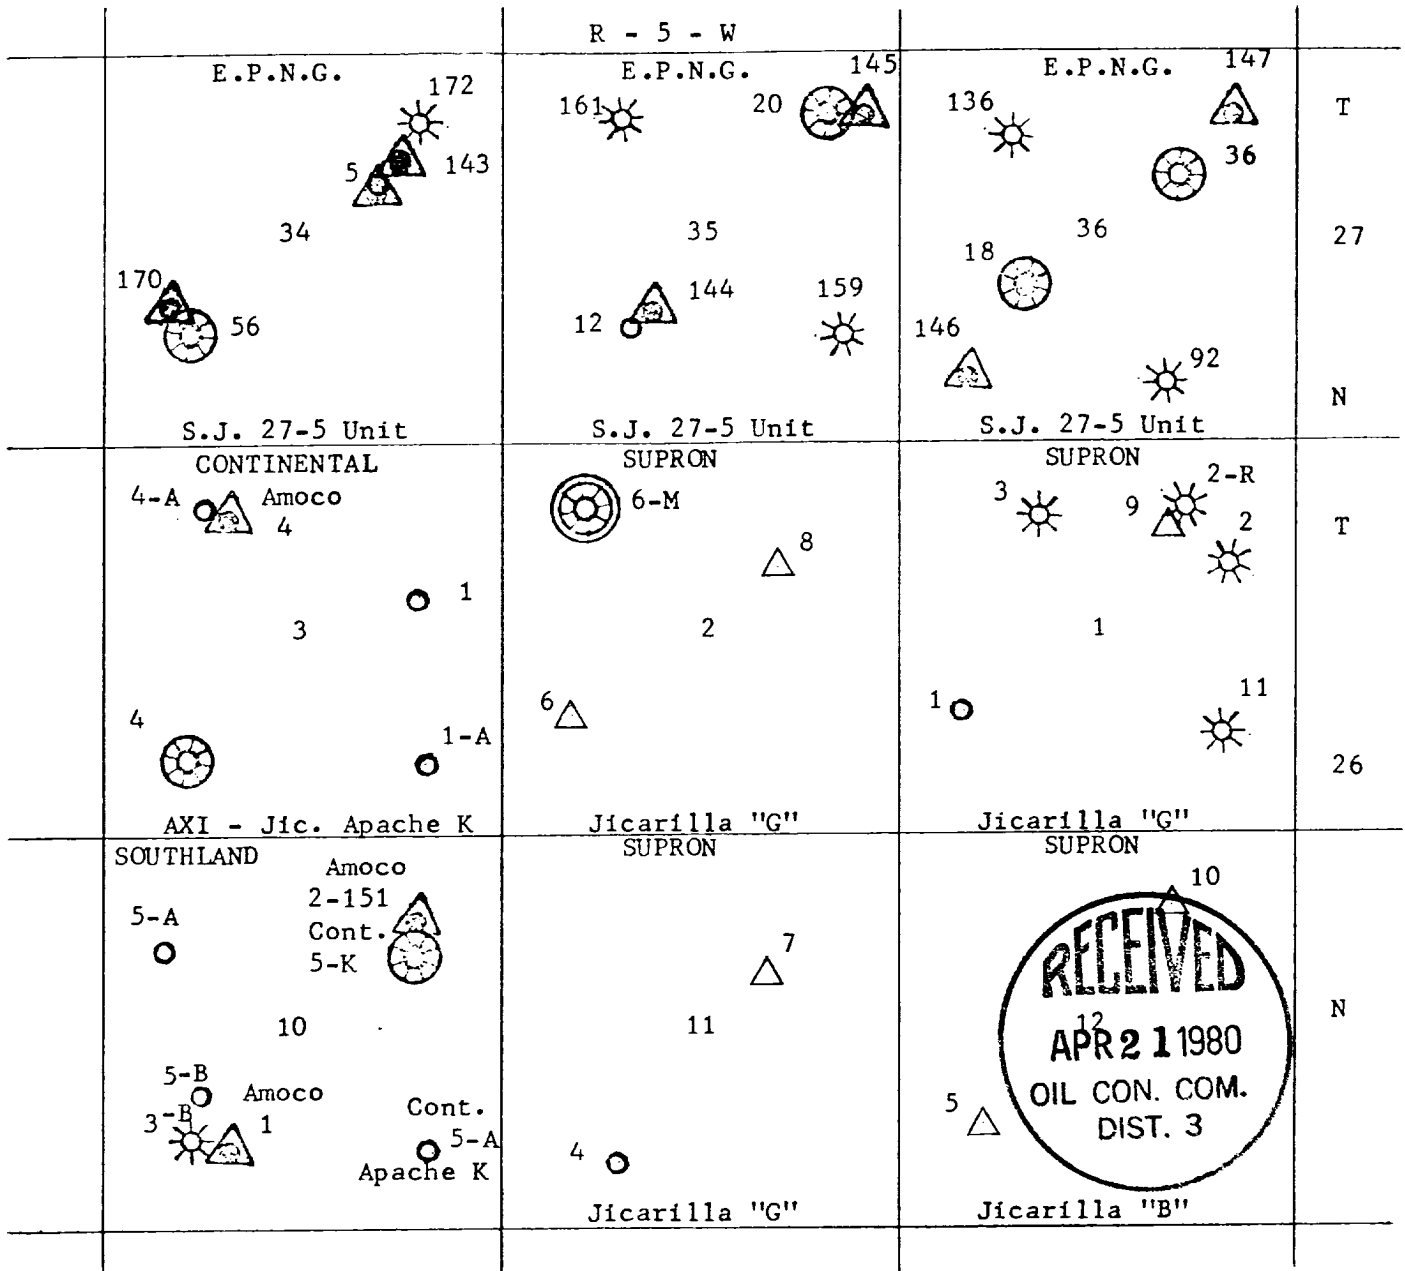 R - 5 - W
E.P.N.G.
172
5
143
34
170
56
S.J. 27-5 Unit
E.P.N.G.
145
161
20
35
12
144
159
S.J. 27-5 Unit
E.P.N.G.
147
136
36
18
36
146
92
S.J. 27-5 Unit
T
27
N
CONTINENTAL
4-A
Amoco
4
1
3
4
1-A
AXI - Jic. Apache K
SUPRON
6-M
8
2
6
Jicarilla "G"
SUPRON
2-R
3
9
2
1
1
11
Jicarilla "G"
T
26
N
SOUTHLAND
Amoco
2-151
5-A
Cont.
5-K
10
5-B
Amoco
3-B
1
Cont.
5-A
Apache K
SUPRON
7
11
4
Jicarilla "G"
SUPRON
10
RECEIVED
12
APR 21 1980
OIL CON. COM.
DIST. 3
5
Jicarilla "B"